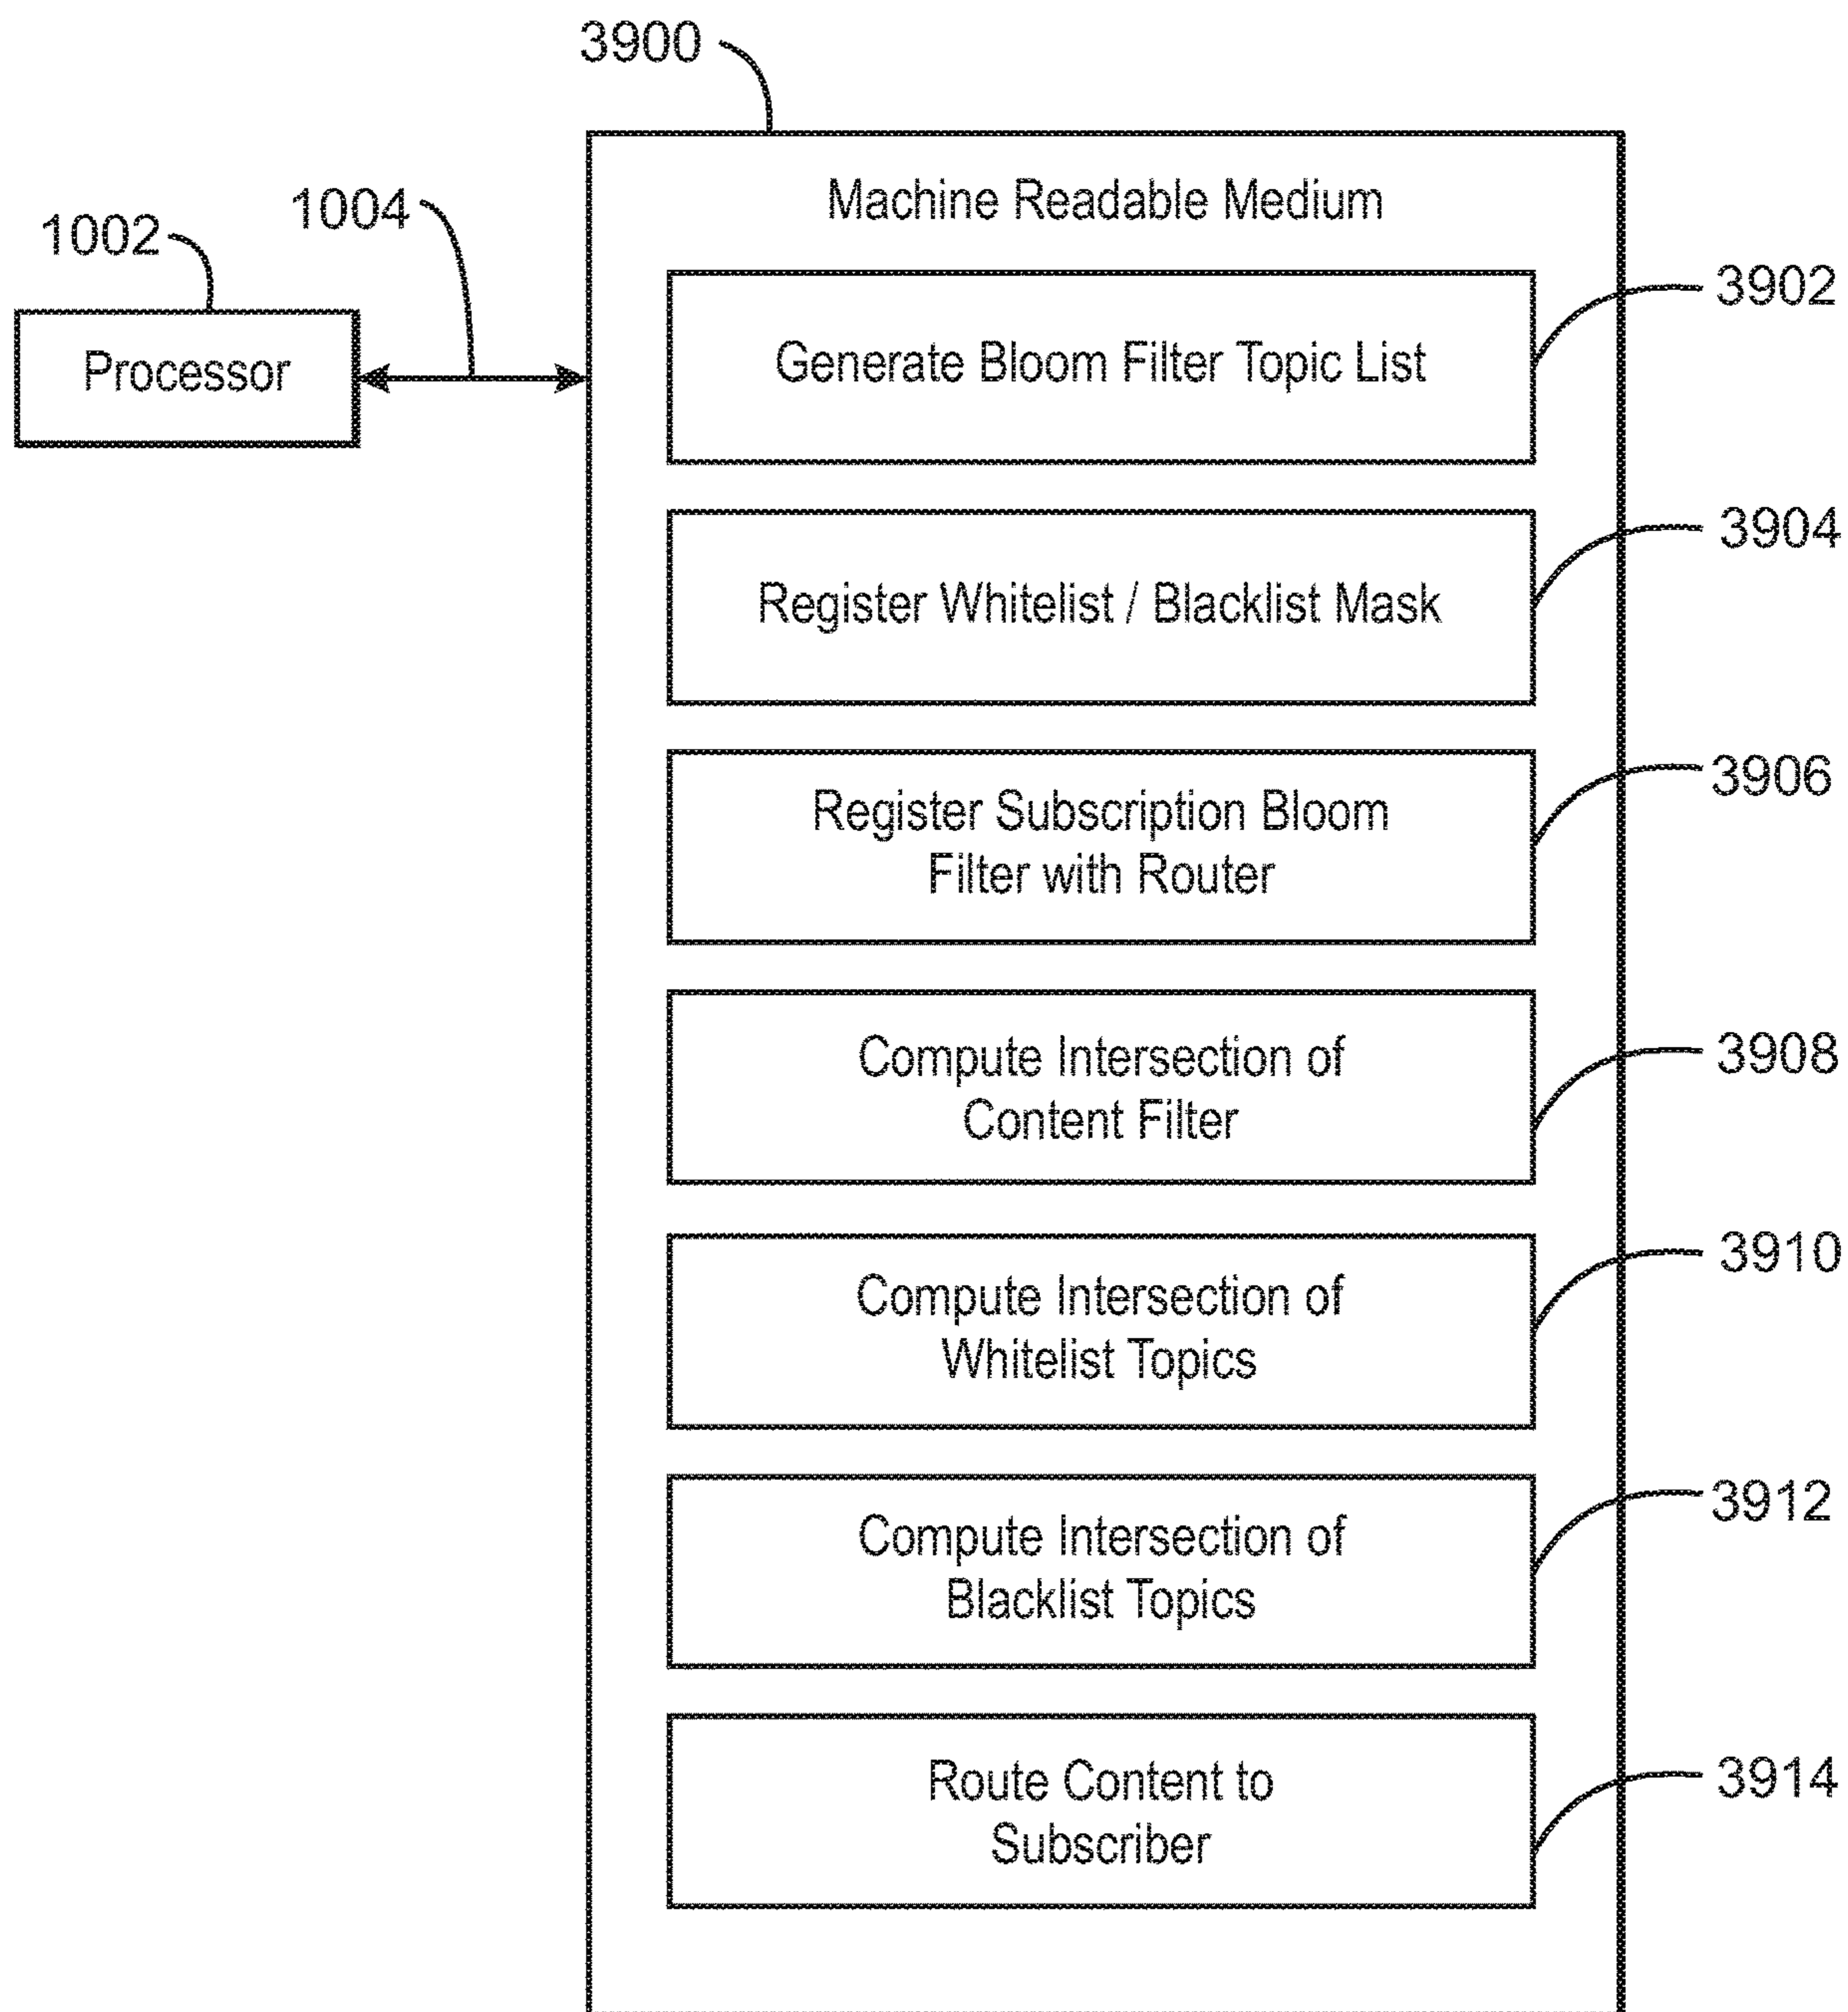 3900
1004
1002
Machine Readable Medium
Processor
3902
Generate Bloom Filter Topic List
3904
Register Whitelist / Blacklist Mask
3906
Register Subscription Bloom
Filter with Router
3908
Compute Intersection of
Content Filter
3910
Compute Intersection of
Whitelist Topics
3912
Compute Intersection of
Blacklist Topics
3914
Route Content to
Subscriber